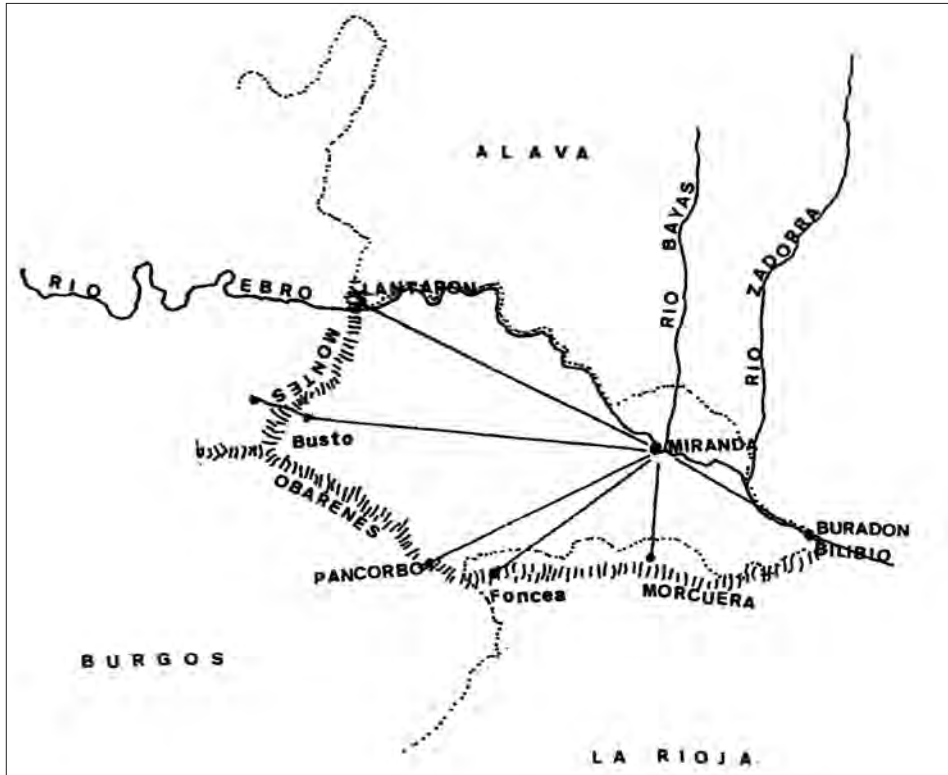 ALAVA
RIO BAYAS
RIO ZADORRA
RIO EBRO
LANTARON
MONTES
Busto
MIRANDA
OBARENES
BURADON
BILIBIO
PANCORBO
Foncea
MORCUERA
BURGOS
LA RIOJA